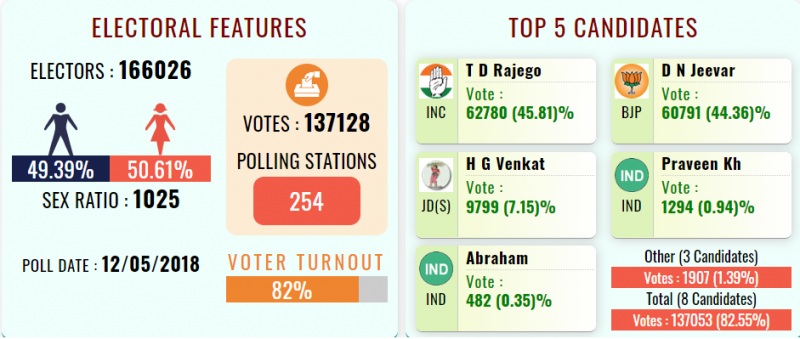 ELECTORAL FEATURES
ELECTORS : 166026
49.39% 50.61%
SEX RATIO : 1025
POLL DATE : 12/05/2018
VOTES : 137128
POLLING STATIONS
254
VOTER TURNOUT
82%
TOP 5 CANDIDATES
INC
T D Rajego
Vote :
62780 (45.81)%
BJP
D N Jeevar
Vote :
60791 (44.36)%
JD(S)
H G Venkat
Vote :
9799 (7.15)%
IND
IND
Praveen Kh
Vote :
1294 (0.94)%
IND
IND
Abraham
Vote :
482 (0.35)%
Other (3 Candidates)
Votes : 1907 (1.39%)
Total (8 Candidates)
Votes : 137053 (82.55%)